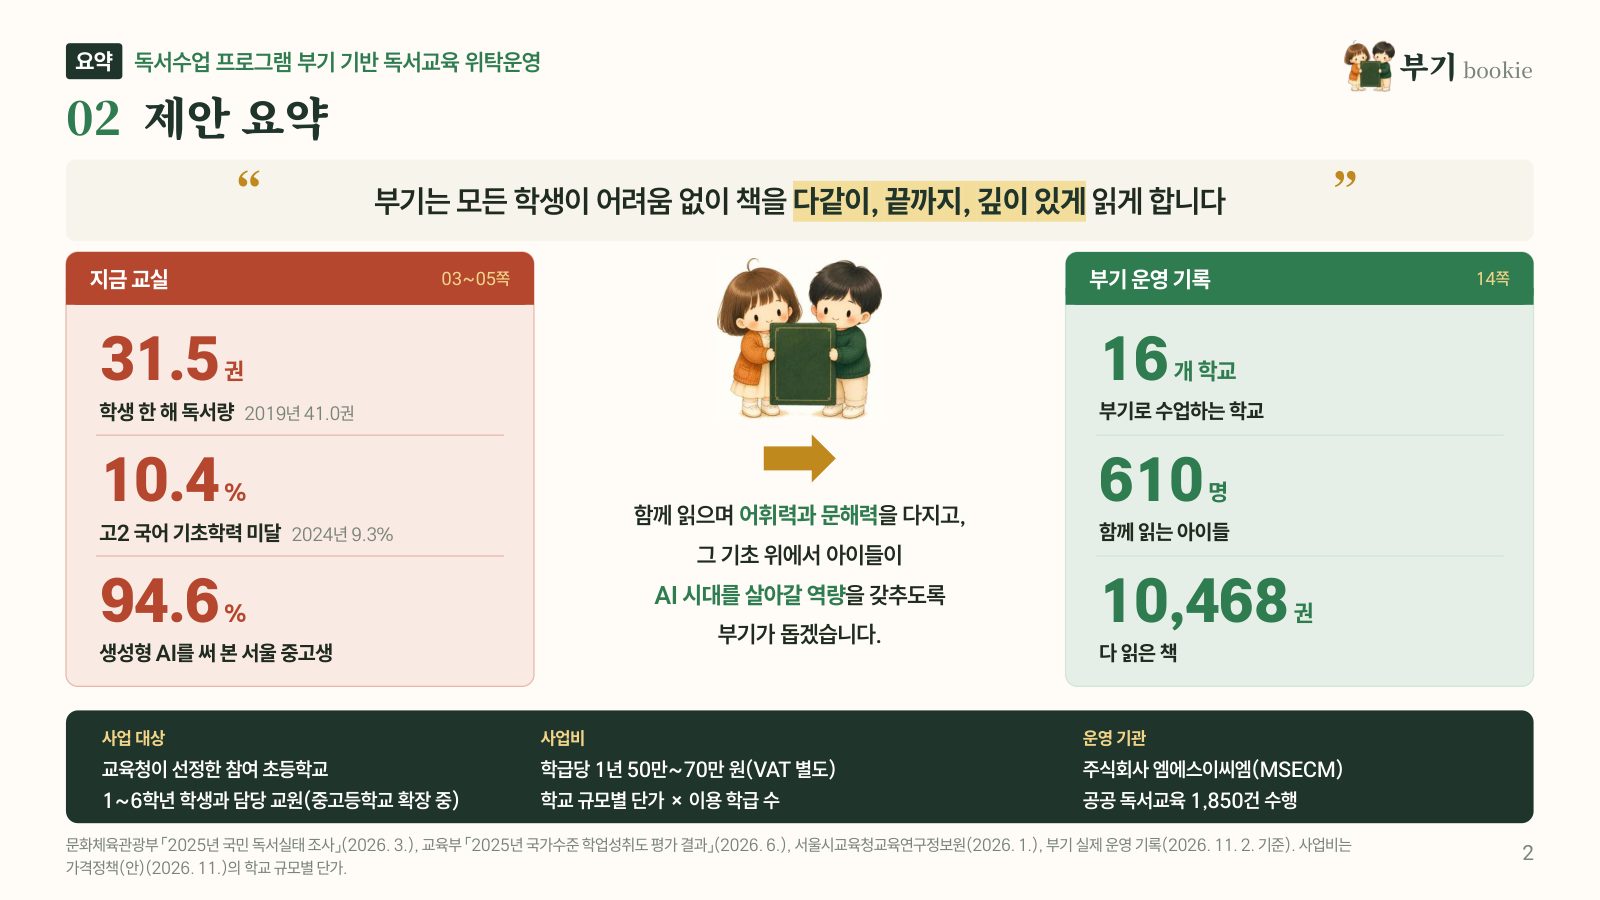 요약 독서수업 프로그램 부기 기반 독서교육 위탁운영
부기 bookie
02 제안 요약
“ 부기는 모든 학생이 어려움 없이 책을 다같이, 끝까지, 깊이 있게 읽게 합니다 ”
지금 교실 03~05쪽
31.5권
학생 한 해 독서량 2019년 41.0권
10.4%
고2 국어 기초학력 미달 2024년 9.3%
94.6%
생성형 AI를 써 본 서울 중고생
함께 읽으며 어휘력과 문해력을 다지고,
그 기초 위에서 아이들이
AI 시대를 살아갈 역량을 갖추도록
부기가 돕겠습니다.
부기 운영 기록 14쪽
16개 학교
부기로 수업하는 학교
610명
함께 읽는 아이들
10,468권
다 읽은 책
사업 대상
교육청이 선정한 참여 초등학교
1~6학년 학생과 담당 교원(중고등학교 확장 중)
사업비
학급당 1년 50만~70만 원(VAT 별도)
학교 규모별 단가 × 이용 학급 수
운영 기관
주식회사 엠에스이씨엠(MSECM)
공공 독서교육 1,850건 수행
문화체육관광부 「2025년 국민 독서실태 조사」(2026. 3.), 교육부 「2025년 국가수준 학업성취도 평가 결과」(2026. 6.), 서울시교육청교육연구정보원(2026. 1.), 부기 실제 운영 기록(2026. 11. 2. 기준). 사업비는
가격정책(안)(2026. 11.)의 학교 규모별 단가.
2